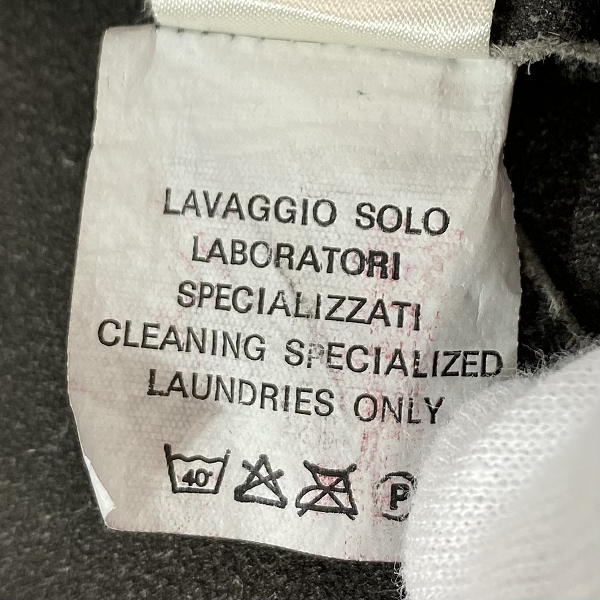 LAVAGGIO SOLO
LABORATORI
SPECIALIZZATI
CLEANING SPECIALIZED
LAUNDRIES ONLY
40° P